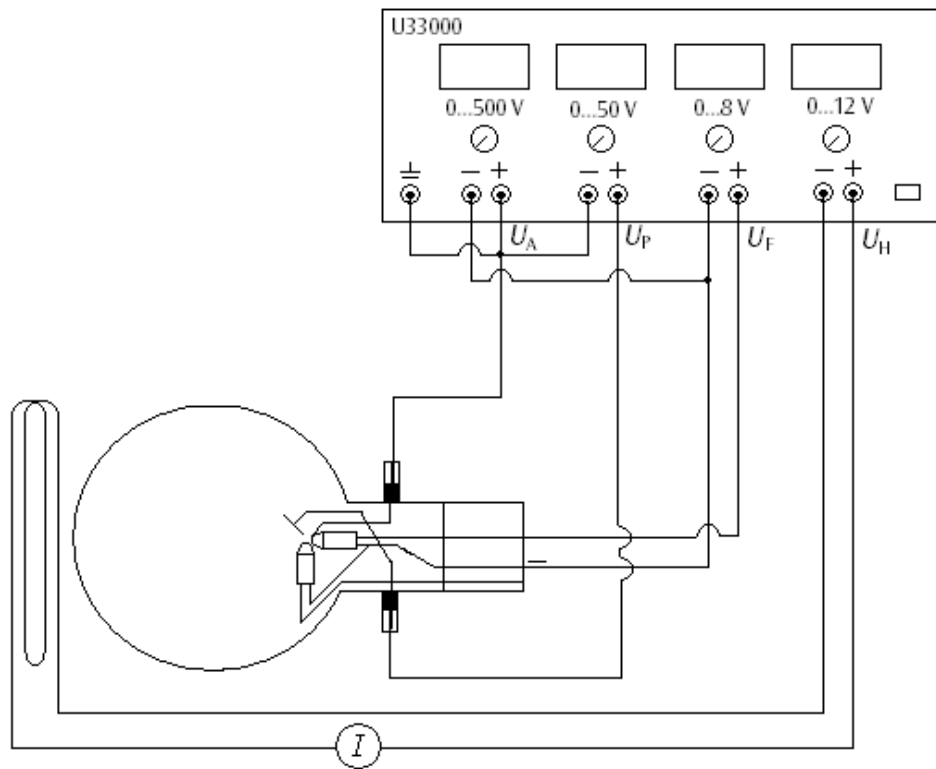 U33000
0...500 V 0...50 V 0...8 V 0...12 V
− + − + − + − +
U_A U_P U_F U_H
−
I